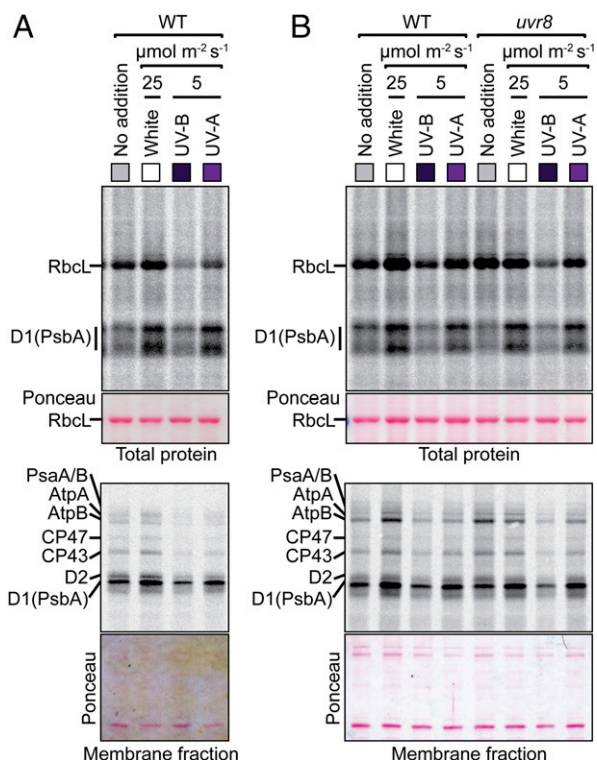 A
WT
µmol m-2 s-1
25
5
No addition
White
UV-B
UV-A
RbcL
D1(PsbA)
Ponceau
RbcL
Total protein
PsaA/B
AtpA
AtpB
CP47
CP43
D2
D1(PsbA)
Ponceau
Membrane fraction
B
WT
uvr8
µmol m-2 s-1
µmol m-2 s-1
25
5
25
5
No addition
White
UV-B
UV-A
No addition
White
UV-B
UV-A
RbcL
D1(PsbA)
Ponceau
RbcL
Total protein
PsaA/B
AtpA
AtpB
CP47
CP43
D2
D1(PsbA)
Ponceau
Membrane fraction